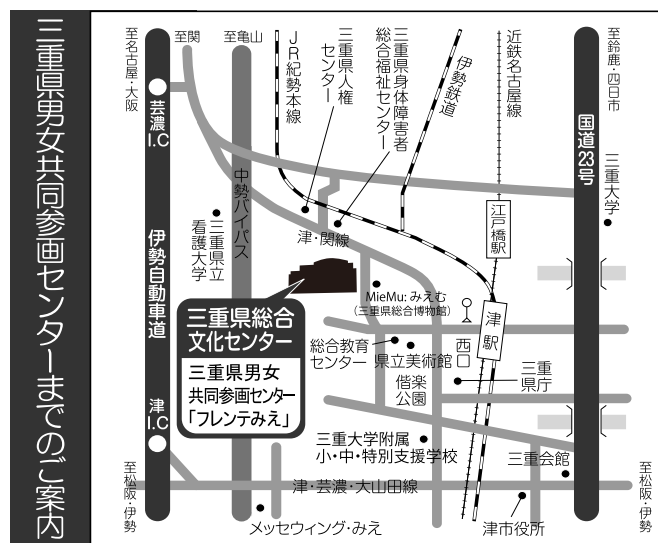 三重県男女共同参画センターまでのご案内
至名古屋・大阪
至関
至亀山
JR紀勢本線
三重県人権
センター
三重県身体障害者
総合福祉センター
伊勢鉄道
近鉄名古屋線
至鈴鹿・四日市
芸濃
I.C
国道23号
三重大学
中勢バイパス
三重県立
看護大学
津・関線
江戸橋駅
伊勢自動車道
MieMu:みえむ
(三重県総合博物館)
三重県総合
文化センター
三重県男女
共同参画センター
「フレンテみえ」
津駅
西口
総合教育
センター
県立美術館
偕楽
公園
三重
県庁
津
I.C
三重大学附属
小・中・特別支援学校
三重会館
至松阪・伊勢
津・芸濃・大山田線
至松阪・伊勢
メッセウィング・みえ
津市役所